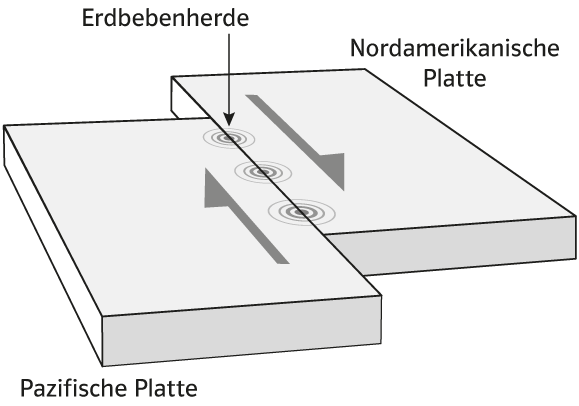 Erdbebenherde
Nordamerikanische
Platte
Pazifische Platte